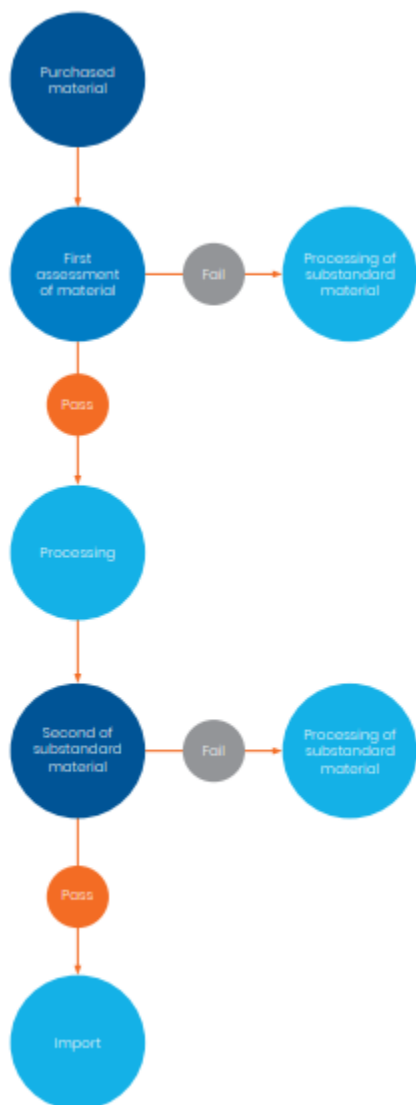 Purchased
material
First
assessment
of material
Fail
Processing of
substandard
material
Pass
Processing
Second of
substandard
material
Fail
Processing of
substandard
material
Pass
Import